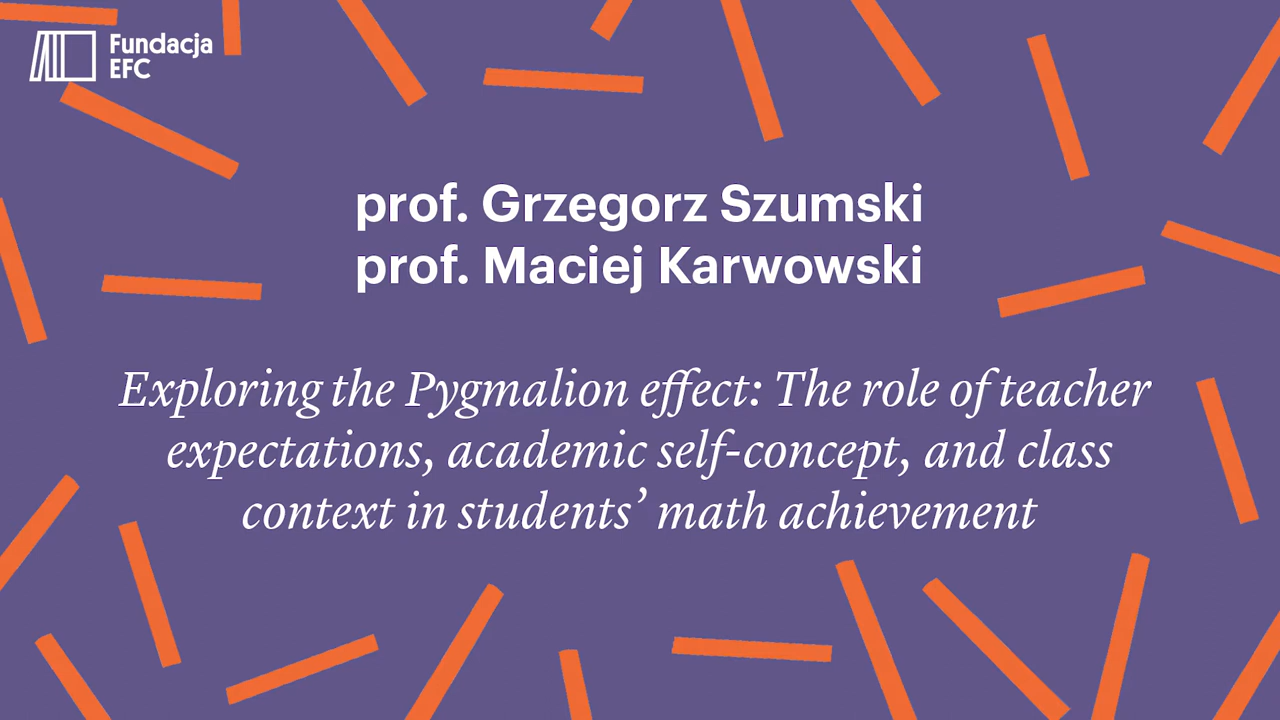 Fundacja
EFC
prof. Grzegorz Szumski
prof. Maciej Karwowski
Exploring the Pygmalion effect: The role of teacher
expectations, academic self-concept, and class
context in students’ math achievement